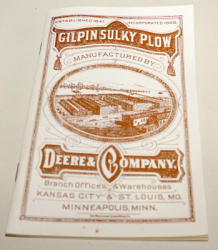 ESTABLISHED 1847. INCORPORATED 1868.
GILPIN SULKY PLOW
MANUFACTURED BY
DEERE & COMPANY.
Branch Offices & Warehouses
KANSAS CITY & ST. LOUIS, MO.
MINNEAPOLIS, MINN.